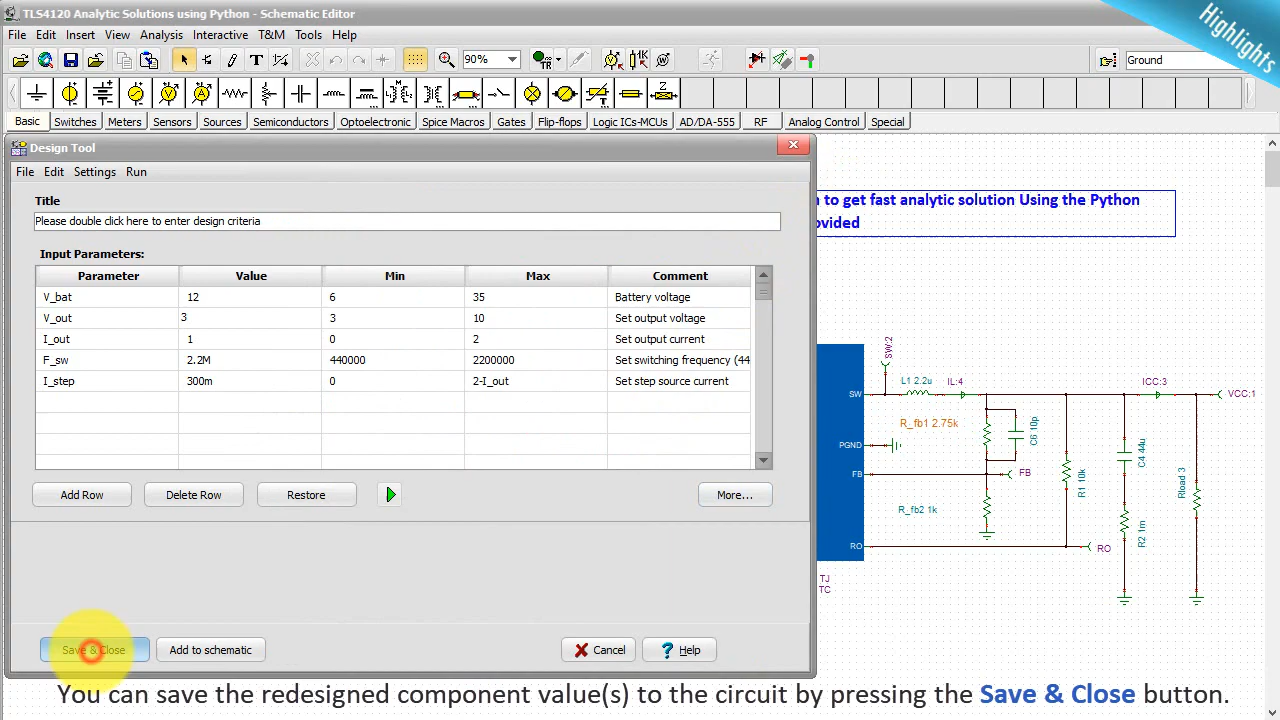 TLS4120 Analytic Solutions using Python - Schematic Editor
Highlights
File Edit Insert View Analysis Interactive T&M Tools Help
90%
Ground
Basic Switches Meters Sensors Sources Semiconductors Optoelectronic Spice Macros Gates Flip-flops Logic ICs-MCUs AD/DA-555 RF Analog Control Special
Design Tool
File Edit Settings Run
Title
Please double click here to enter design criteria
Input Parameters:
Parameter Value Min Max Comment
V_bat 12 6 35 Battery voltage
V_out 3 3 10 Set output voltage
I_out 1 0 2 Set output current
F_sw 2.2M 440000 2200000 Set switching frequency (44
I_step 300m 0 2-I_out Set step source current
Add Row Delete Row Restore More...
Save & Close Add to schematic Cancel Help
n to get fast analytic solution Using the Python
ovided
SW:2
L1 2.2u IL:4 ICC:3
SW VCC:1
R_fb1 2.75k C6 10p
PGND C4 44u
FB FB
R1 10k Rload 3
R_fb2 1k R2 1m
RO RO
TJ
TC
You can save the redesigned component value(s) to the circuit by pressing the Save & Close button.